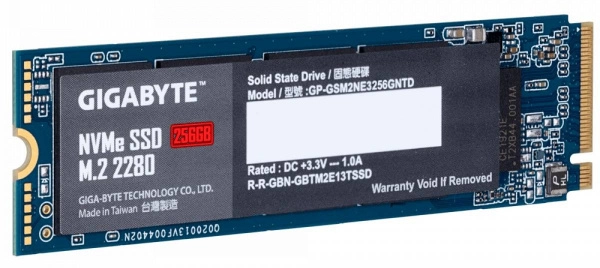 GIGABYTE™
NVMe SSD 256GB
M.2 2280
GIGA-BYTE TECHNOLOGY CO., LTD.
Made in Taiwan 台灣製造
Solid State Drive / 固態硬碟
Model / 型號 :GP-GSM2NE3256GNTD
Rated : DC +3.3V ⎓ 1.0A
R-R-GBN-GBTM2E13TSSD
Warranty Void If Removed
QD20013VF004402N